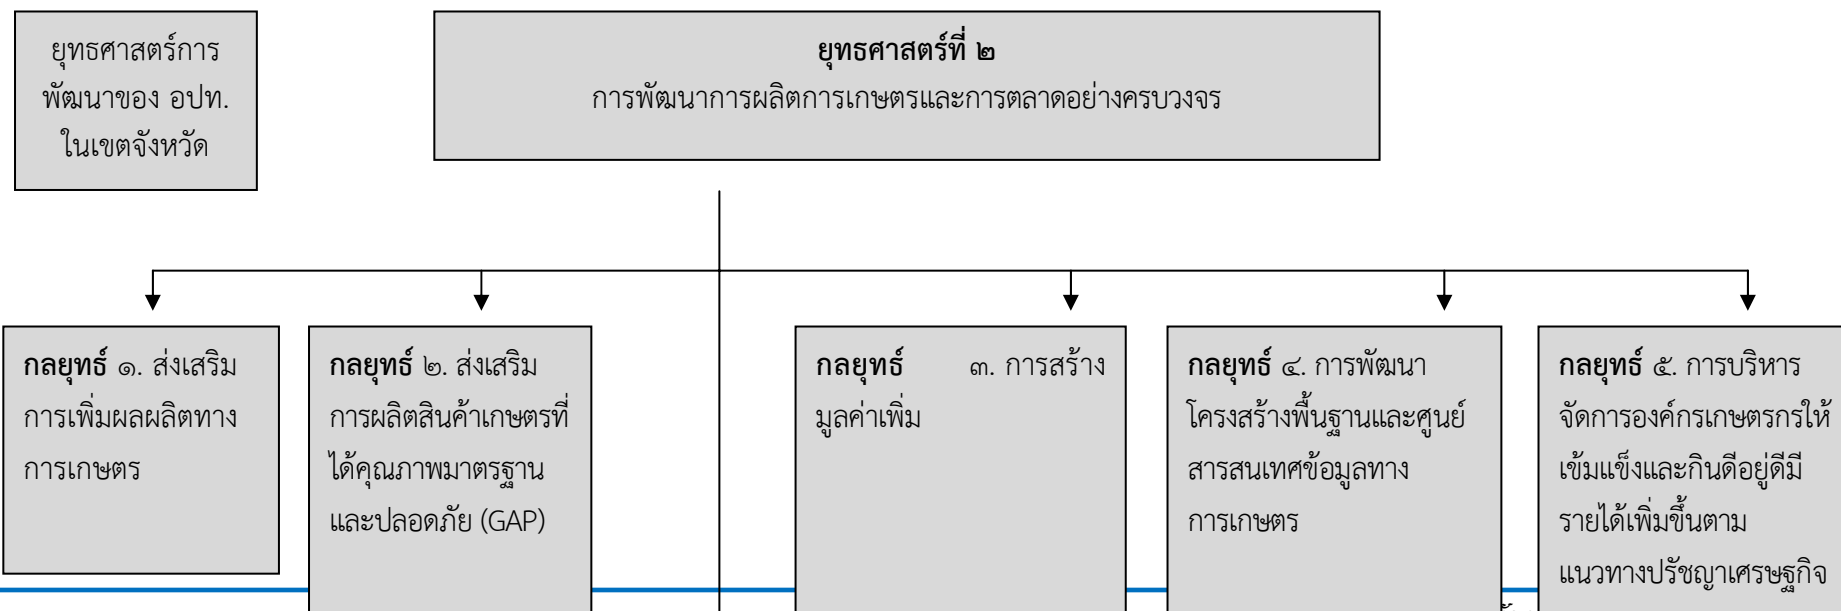 ยุทธศาสตร์การ
พัฒนาของ อปท.
ในเขตจังหวัด
ยุทธศาสตร์ที่ ๒
การพัฒนาการผลิตการเกษตรและการตลาดอย่างครบวงจร
กลยุทธ์ ๑. ส่งเสริม
การเพิ่มผลผลิตทาง
การเกษตร
กลยุทธ์ ๒. ส่งเสริม
การผลิตสินค้าเกษตรที่
ได้คุณภาพมาตรฐาน
และปลอดภัย (GAP)
กลยุทธ์ ๓. การสร้าง
มูลค่าเพิ่ม
กลยุทธ์ ๔. การพัฒนา
โครงสร้างพื้นฐานและศูนย์
สารสนเทศข้อมูลทาง
การเกษตร
กลยุทธ์ ๕. การบริหาร
จัดการองค์กรเกษตรกรให้
เข้มแข็งและกินดีอยู่ดีมี
รายได้เพิ่มขึ้นตาม
แนวทางปรัชญาเศรษฐกิจ